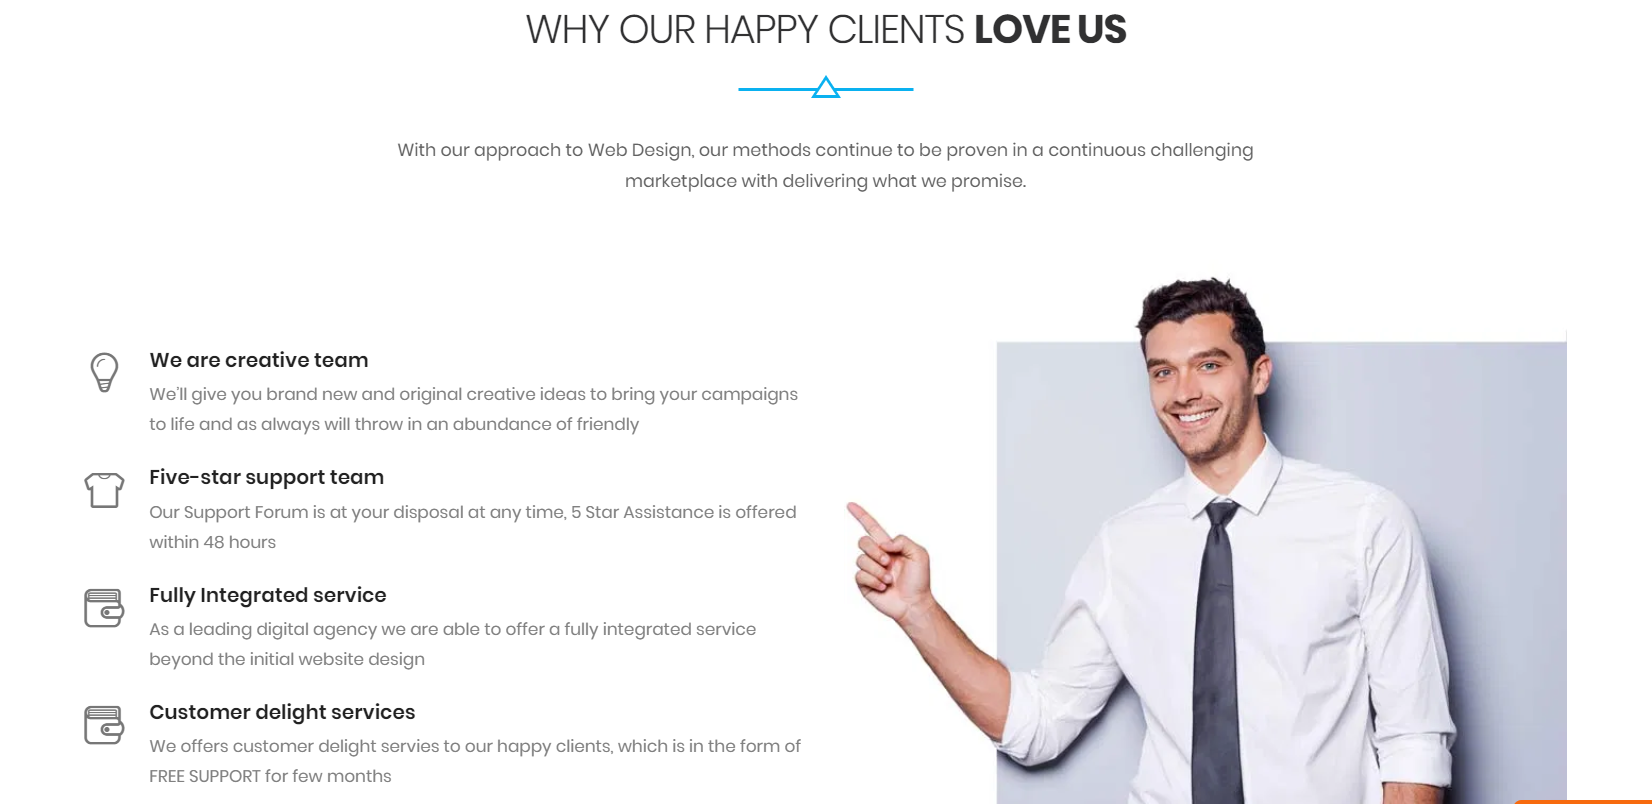 WHY OUR HAPPY CLIENTS LOVE US
With our approach to Web Design, our methods continue to be proven in a continuous challenging
marketplace with delivering what we promise.
We are creative team
We'll give you brand new and original creative ideas to bring your campaigns
to life and as always will throw in an abundance of friendly
Five-star support team
Our Support Forum is at your disposal at any time, 5 Star Assistance is offered
within 48 hours
Fully Integrated service
As a leading digital agency we are able to offer a fully integrated service
beyond the initial website design
Customer delight services
We offers customer delight servies to our happy clients, which is in the form of
FREE SUPPORT for few months